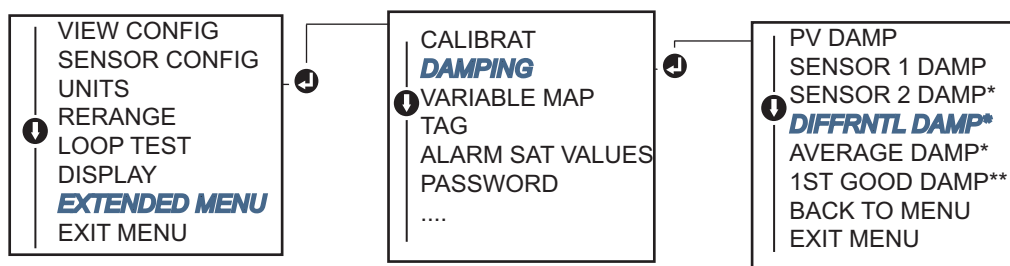 VIEW CONFIG
SENSOR CONFIG
UNITS
RERANGE
LOOP TEST
DISPLAY
EXTENDED MENU
EXIT MENU
CALIBRAT
DAMPING
VARIABLE MAP
TAG
ALARM SAT VALUES
PASSWORD
....
PV DAMP
SENSOR 1 DAMP
SENSOR 2 DAMP*
DIFFRNTL DAMP*
AVERAGE DAMP*
1ST GOOD DAMP**
BACK TO MENU
EXIT MENU